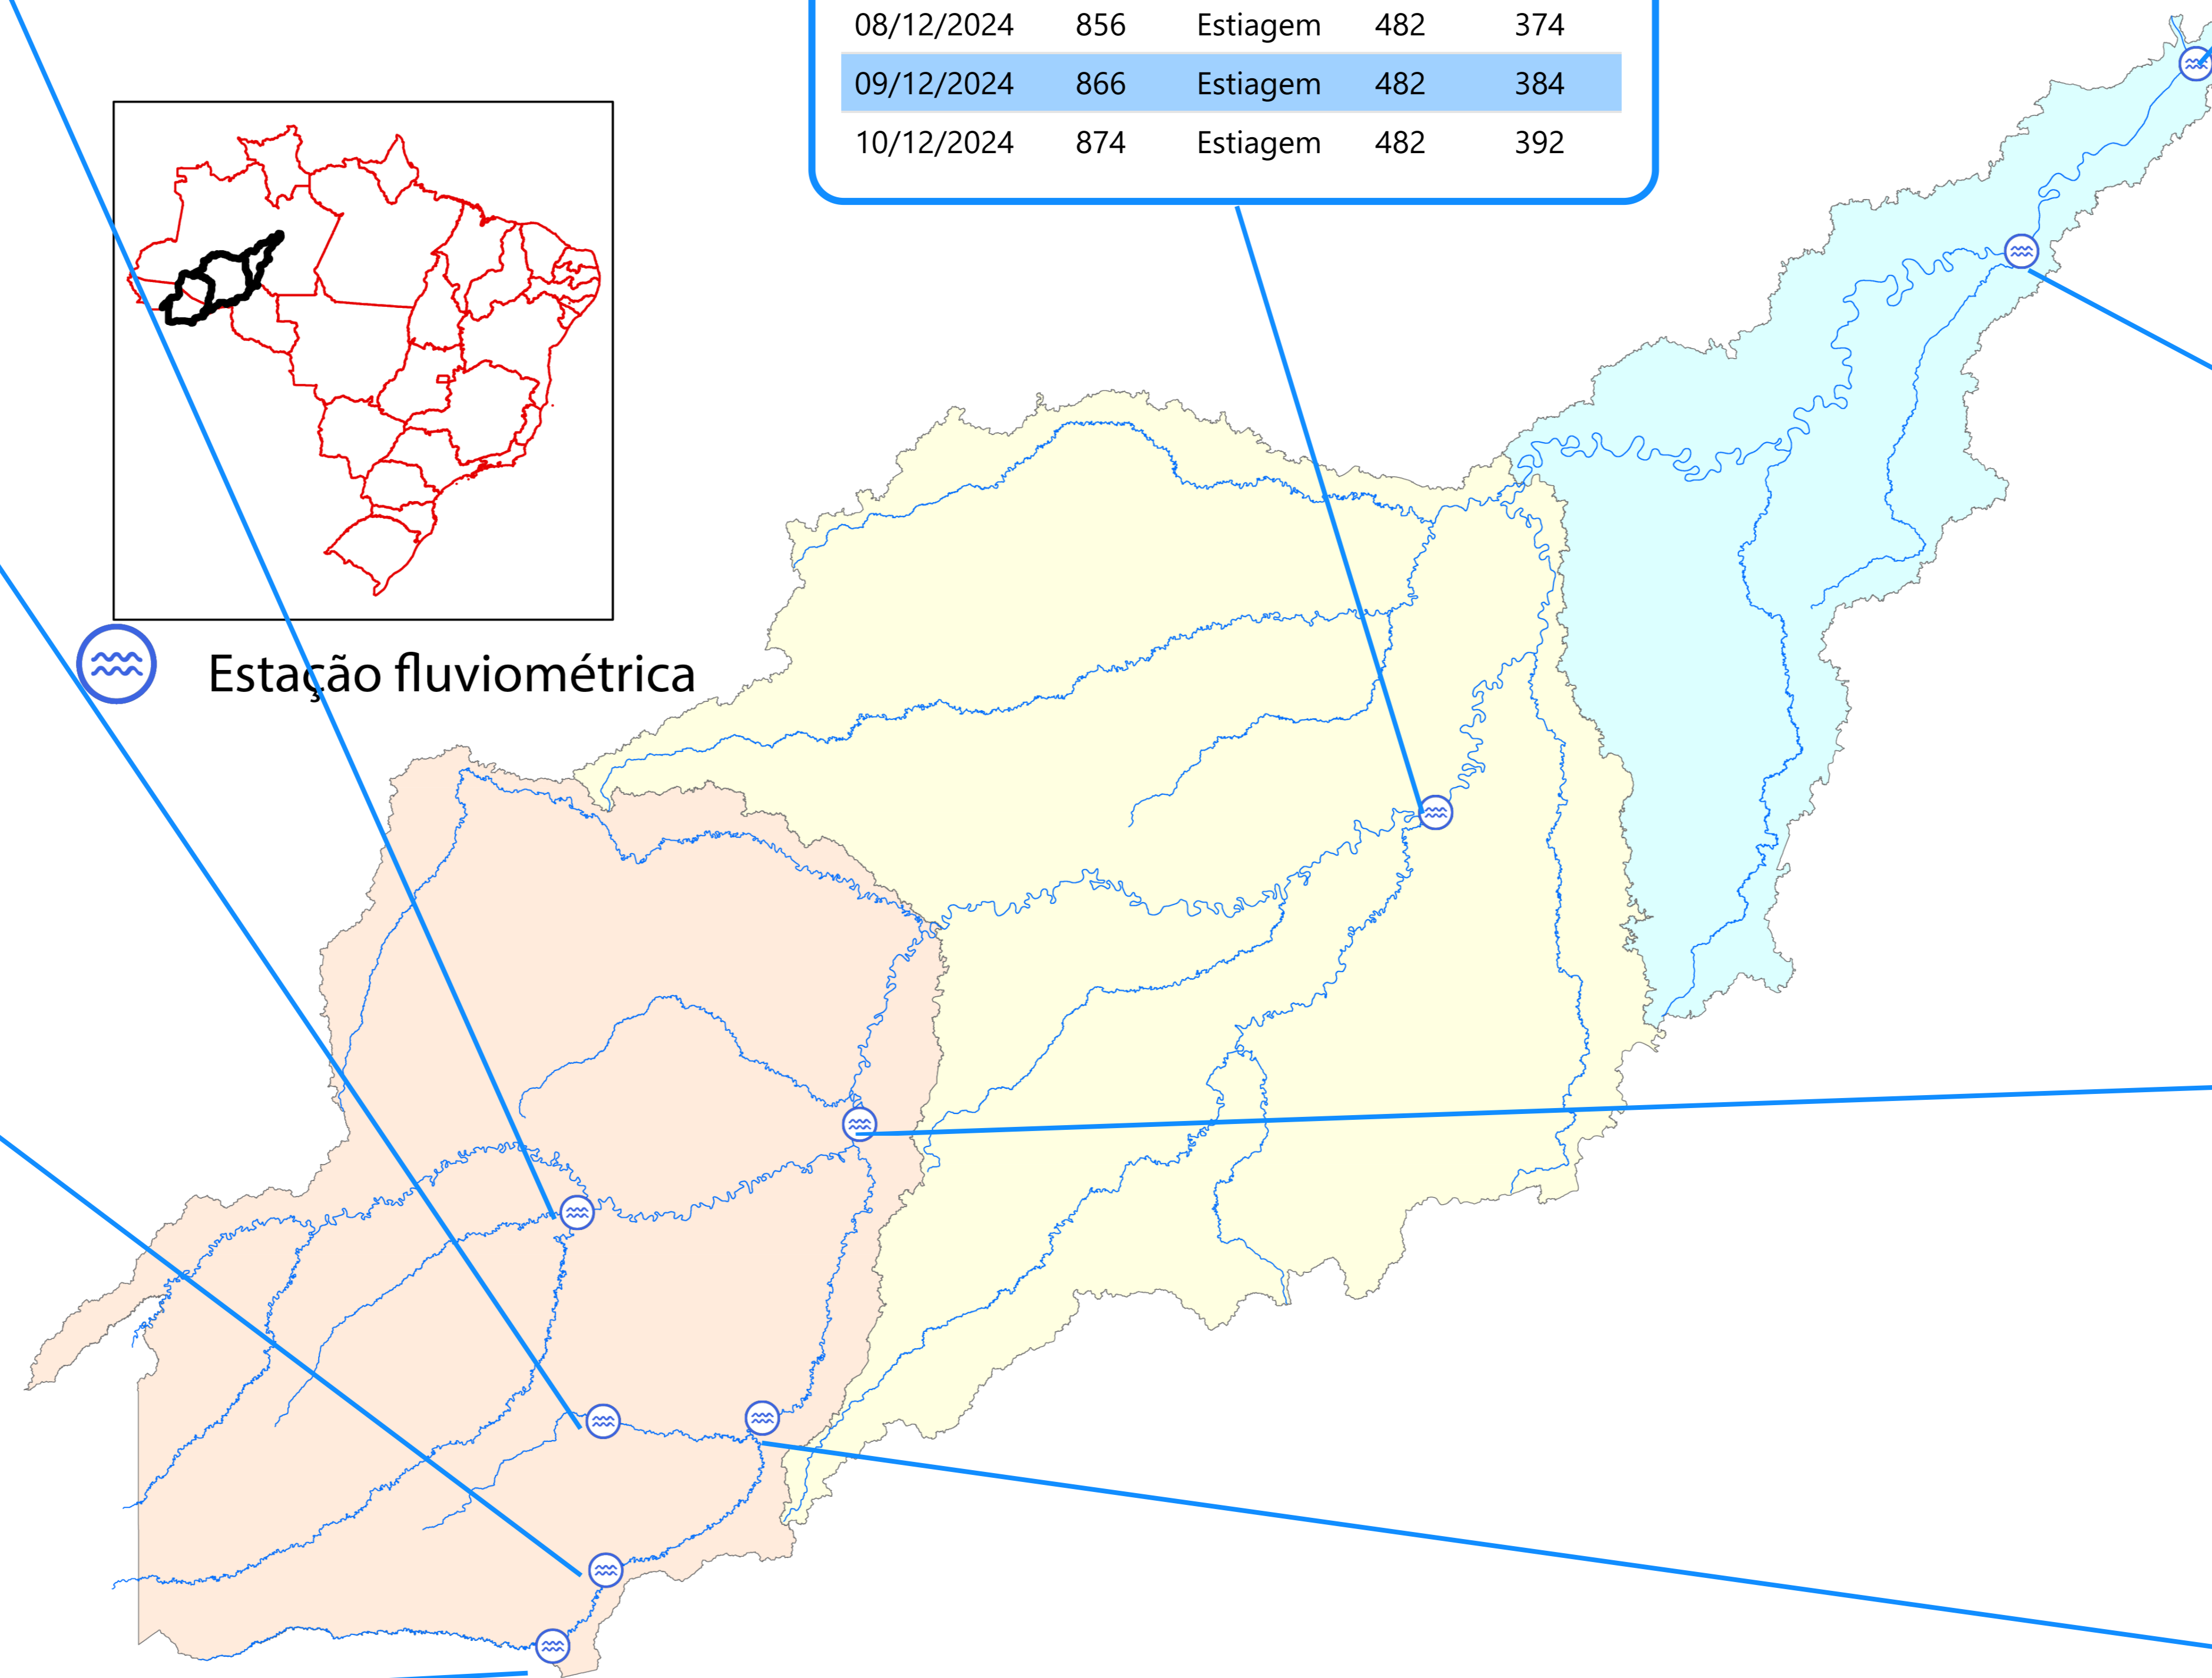 08/12/2024 856 Estiagem 482 374
09/12/2024 866 Estiagem 482 384
10/12/2024 874 Estiagem 482 392
Estação fluviométrica